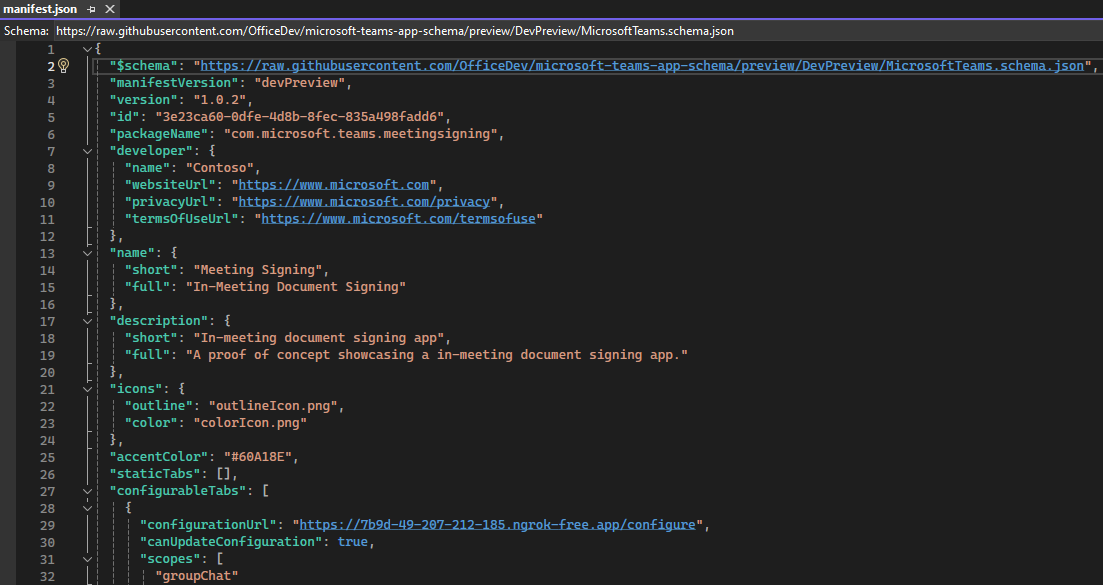 manifest.json
Schema: https://raw.githubusercontent.com/OfficeDev/microsoft-teams-app-schema/preview/DevPreview/MicrosoftTeams.schema.json
1 {
2 "$schema": "https://raw.githubusercontent.com/OfficeDev/microsoft-teams-app-schema/preview/DevPreview/MicrosoftTeams.schema.json",
3 "manifestVersion": "devPreview",
4 "version": "1.0.2",
5 "id": "3e23ca60-0dfe-4d8b-8fec-835a498fadd6",
6 "packageName": "com.microsoft.teams.meetingsigning",
7 "developer": {
8 "name": "Contoso",
9 "websiteUrl": "https://www.microsoft.com",
10 "privacyUrl": "https://www.microsoft.com/privacy",
11 "termsOfUseUrl": "https://www.microsoft.com/termsofuse"
12 },
13 "name": {
14 "short": "Meeting Signing",
15 "full": "In-Meeting Document Signing"
16 },
17 "description": {
18 "short": "In-meeting document signing app",
19 "full": "A proof of concept showcasing a in-meeting document signing app."
20 },
21 "icons": {
22 "outline": "outlineIcon.png",
23 "color": "colorIcon.png"
24 },
25 "accentColor": "#60A18E",
26 "staticTabs": [],
27 "configurableTabs": [
28 {
29 "configurationUrl": "https://7b9d-49-207-212-185.ngrok-free.app/configure",
30 "canUpdateConfiguration": true,
31 "scopes": [
32 "groupChat"